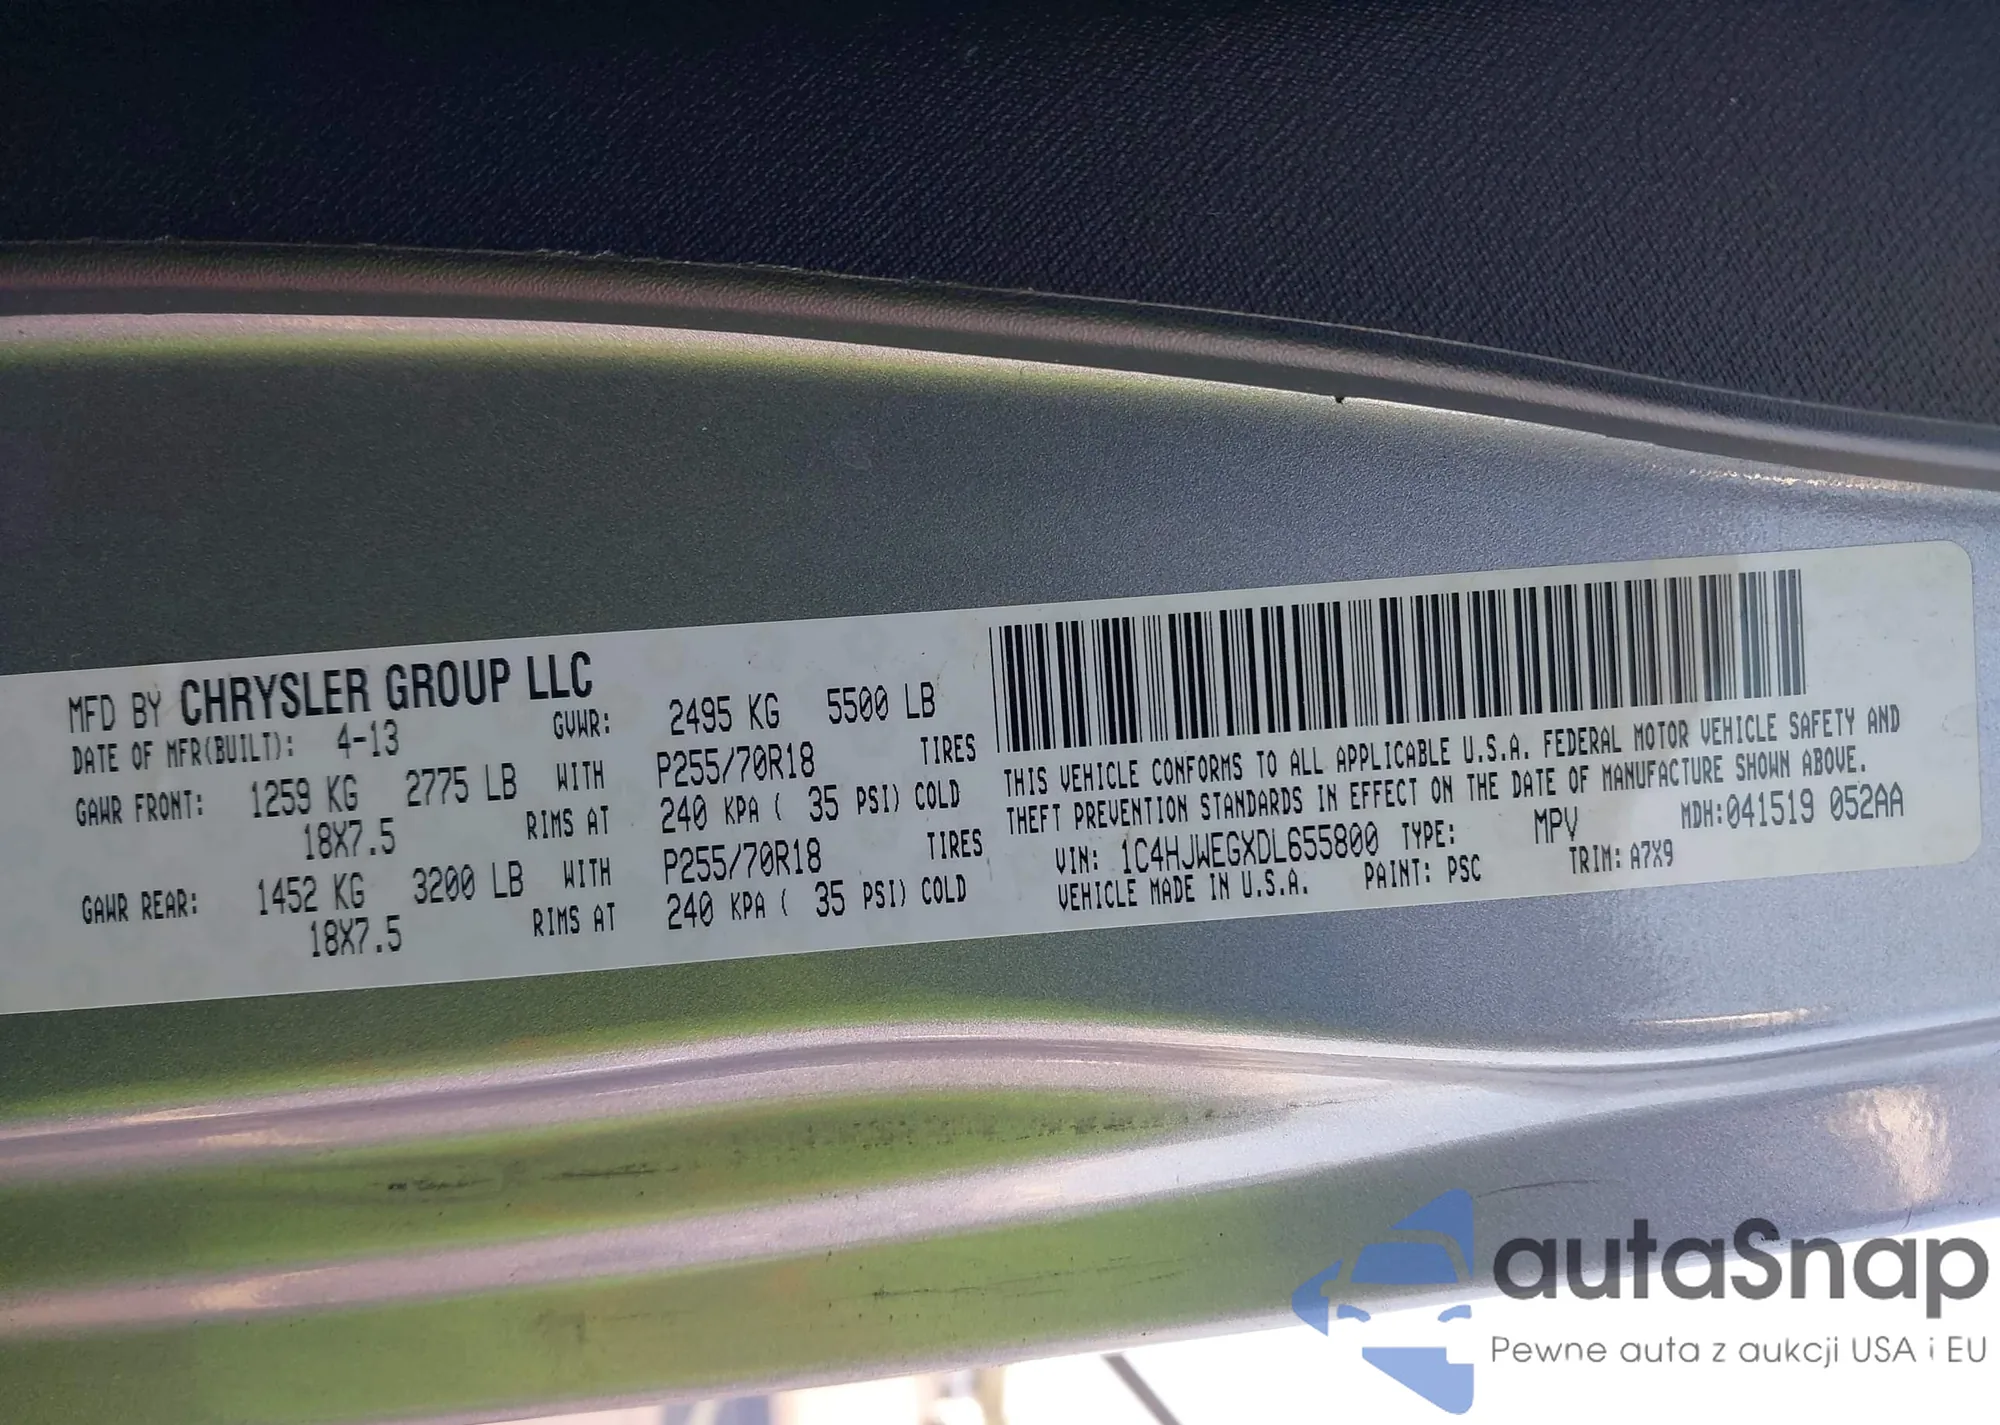 MFD BY CHRYSLER GROUP LLC
DATE OF MFR(BUILT): 4-13 GVWR: 2495 KG 5500 LB
GAWR FRONT: 1259 KG 2775 LB WITH P255/70R18 TIRES
18X7.5 RIMS AT 240 KPA ( 35 PSI) COLD
GAWR REAR: 1452 KG 3200 LB WITH P255/70R18 TIRES
18X7.5 RIMS AT 240 KPA ( 35 PSI) COLD
THIS VEHICLE CONFORMS TO ALL APPLICABLE U.S.A. FEDERAL MOTOR VEHICLE SAFETY AND
THEFT PREVENTION STANDARDS IN EFFECT ON THE DATE OF MANUFACTURE SHOWN ABOVE.
VIN: 1C4HJWEGXDL655800 TYPE: MPV MDH:041519 052AA
VEHICLE MADE IN U.S.A. PAINT: PSC TRIM: A7X9
autaSnap
Pewne auta z aukcji USA i EU